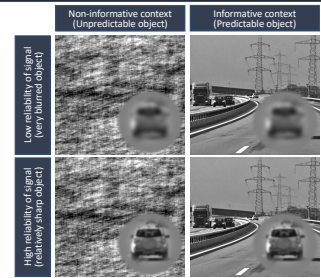 Non-informative context
(Unpredictable object)
Informative context
(Predictable object)
Low reliability of signal
(very blurred object)
High reliability of signal
(relatively sharp object)